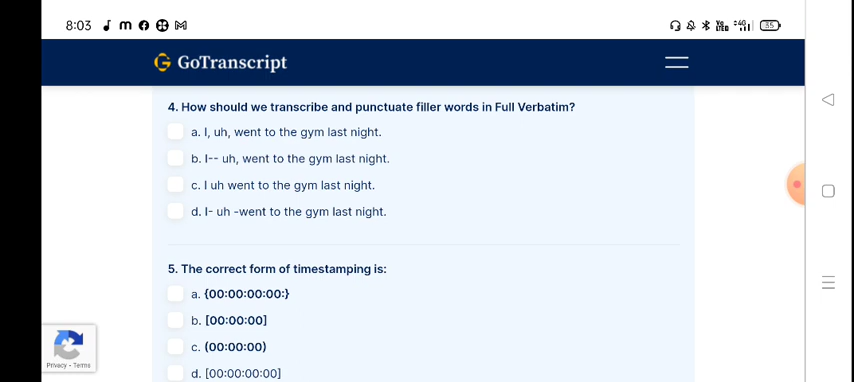 8:03
35
GoTranscript
4. How should we transcribe and punctuate filler words in Full Verbatim?
a. I, uh, went to the gym last night.
b. I-- uh, went to the gym last night.
c. I uh went to the gym last night.
d. I- uh -went to the gym last night.
5. The correct form of timestamping is:
a. {00:00:00:00:}
b. [00:00:00]
c. (00:00:00)
d. [00:00:00:00]
Privacy - Terms